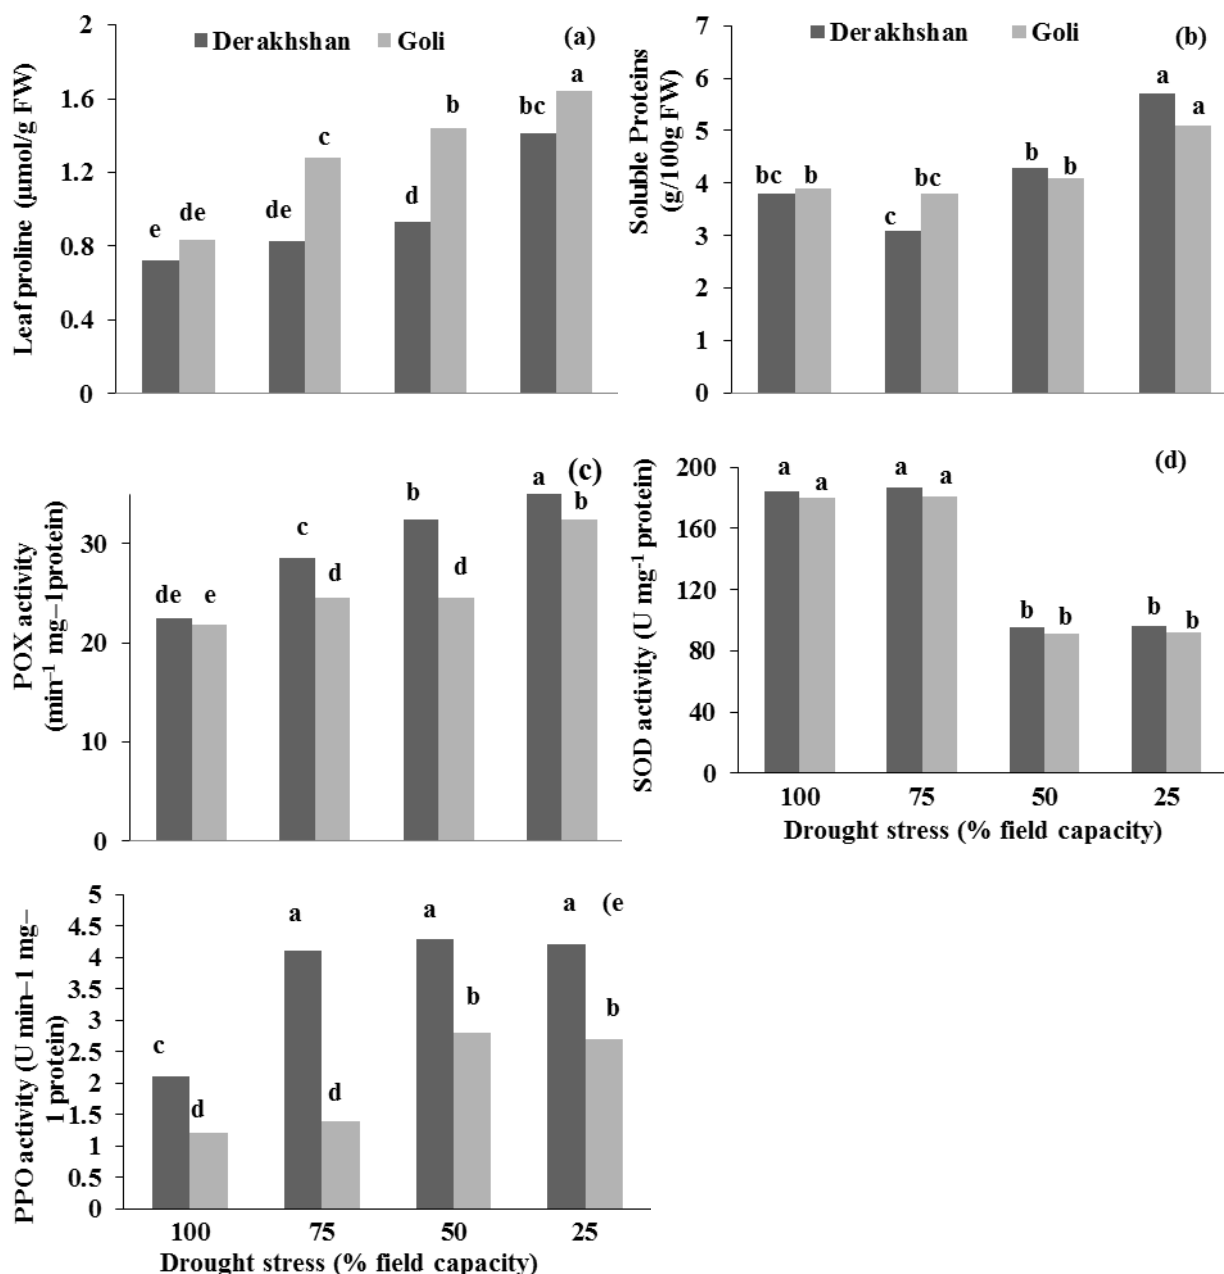 2
1.6
1.2
0.8
0.4
0
Leaf proline (µmol/g FW)
Derakhshan Goli (a)
e de de c d b bc a
7
6
5
4
3
2
1
0
Soluble Proteins
(g/100g FW)
Derakhshan Goli (b)
bc b c bc b b a a
30
20
10
0
POX activity
(min⁻¹ mg–1protein)
(c)
de e c d b d a b
200
160
120
80
40
0
SOD activity (U mg⁻¹ protein)
(d)
a a a a b b b b
100 75 50 25
Drought stress (% field capacity)
5
4.5
4
3.5
3
2.5
2
1.5
1
0.5
0
PPO activity (U min–1 mg–
1 protein)
(e
c d a d a b a b
100 75 50 25
Drought stress (% field capacity)